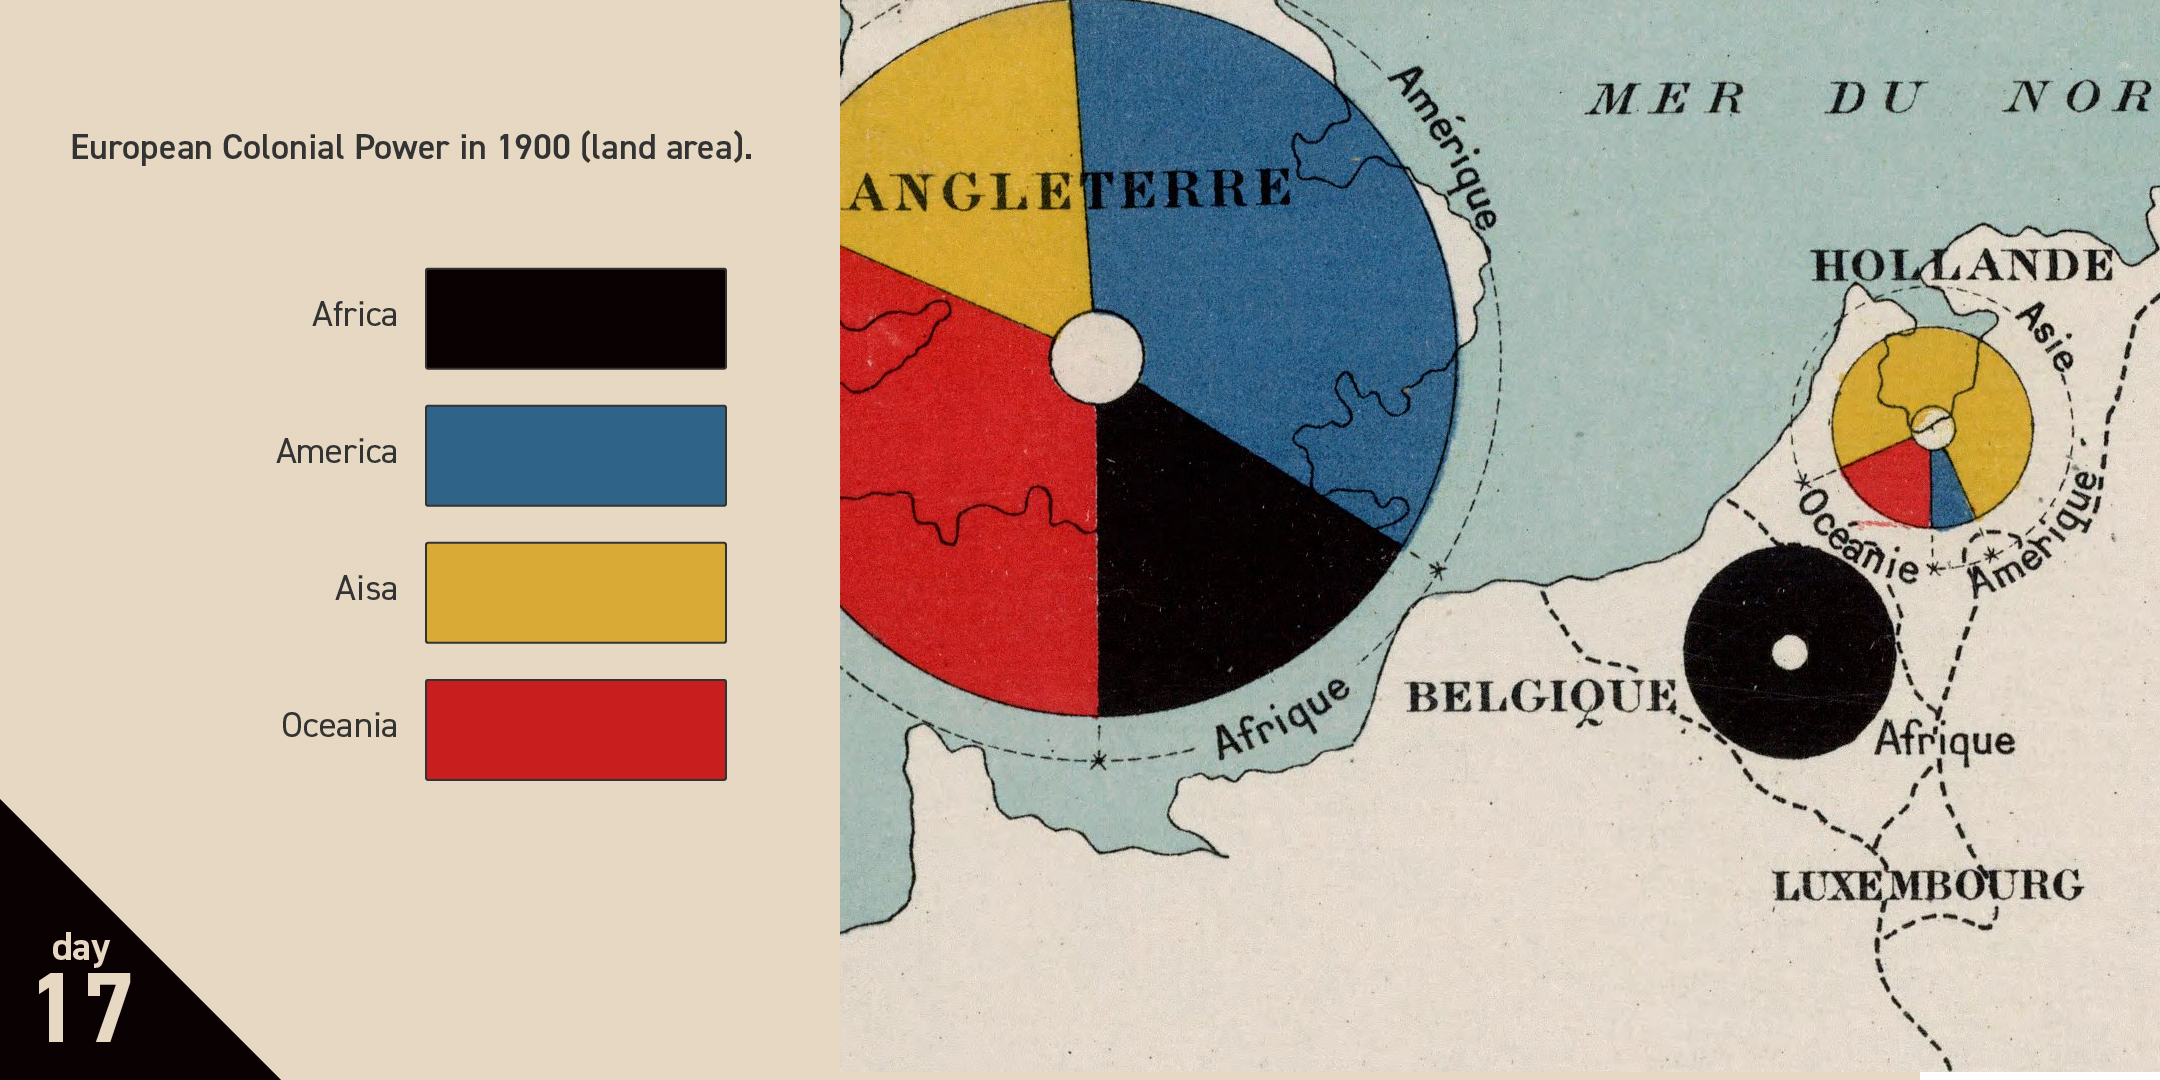 European Colonial Power in 1900 (land area).
Africa
America
Aisa
Oceania
day
17
ANGLETERRE
Amérique
Afrique
MER DU NOR
HOLLANDE
Asie
Océanie
Amérique
BELGIQUE
Afrique
LUXEMBOURG